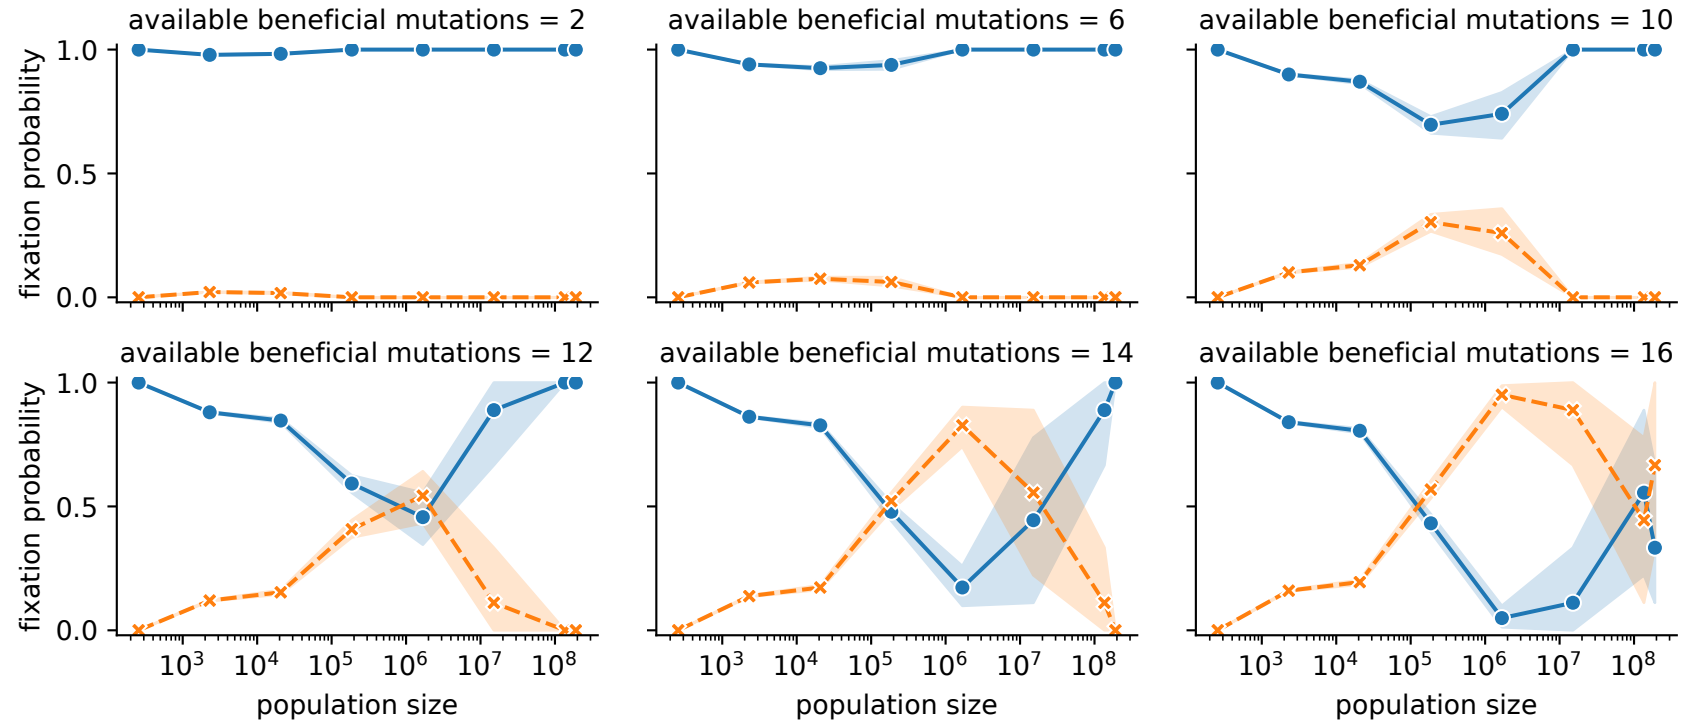 available beneficial mutations = 2
available beneficial mutations = 6
available beneficial mutations = 10
fixation probability
1.0
0.5
0.0
available beneficial mutations = 12
available beneficial mutations = 14
available beneficial mutations = 16
fixation probability
1.0
0.5
0.0
10³ 10⁴ 10⁵ 10⁶ 10⁷ 10⁸
10³ 10⁴ 10⁵ 10⁶ 10⁷ 10⁸
10³ 10⁴ 10⁵ 10⁶ 10⁷ 10⁸
population size
population size
population size